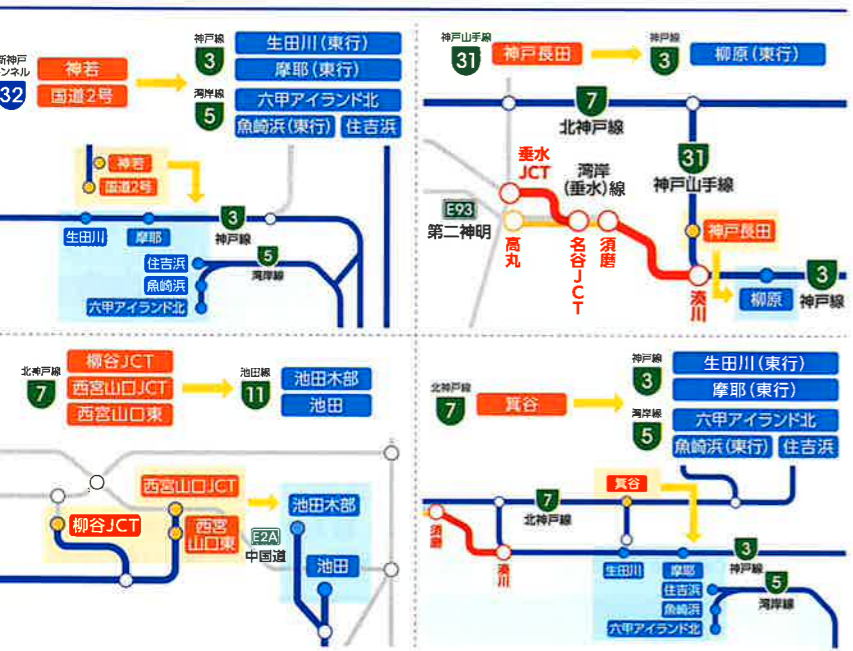 新神戸
トンネル
32
神若
国道2号
神戸線
3
湾岸線
5
生田川(東行)
摩耶(東行)
六甲アイランド北
魚崎浜(東行)
住吉浜
神若
国道2号
生田川
摩耶
3
神戸線
住吉浜
魚崎浜
六甲アイランド北
5
湾岸線
神戸山手線
31
神戸長田
神戸線
3
柳原(東行)
7
北神戸線
垂水
JCT
湾岸
(垂水)線
31
神戸山手線
E93
第二神明
高丸
名谷JCT
須磨
神戸長田
湊川
柳原
3
神戸線
北神戸線
7
柳谷JCT
西宮山口JCT
西宮山口東
池田線
11
池田木部
池田
西宮山口JCT
柳谷JCT
西宮
山口東
池田木部
E2A
中国道
池田
北神戸線
7
箕谷
神戸線
3
湾岸線
5
生田川(東行)
摩耶(東行)
六甲アイランド北
魚崎浜(東行)
住吉浜
箕谷
7
北神戸線
須磨
湊川
生田川
摩耶
3
神戸線
住吉浜
魚崎浜
六甲アイランド北
5
湾岸線